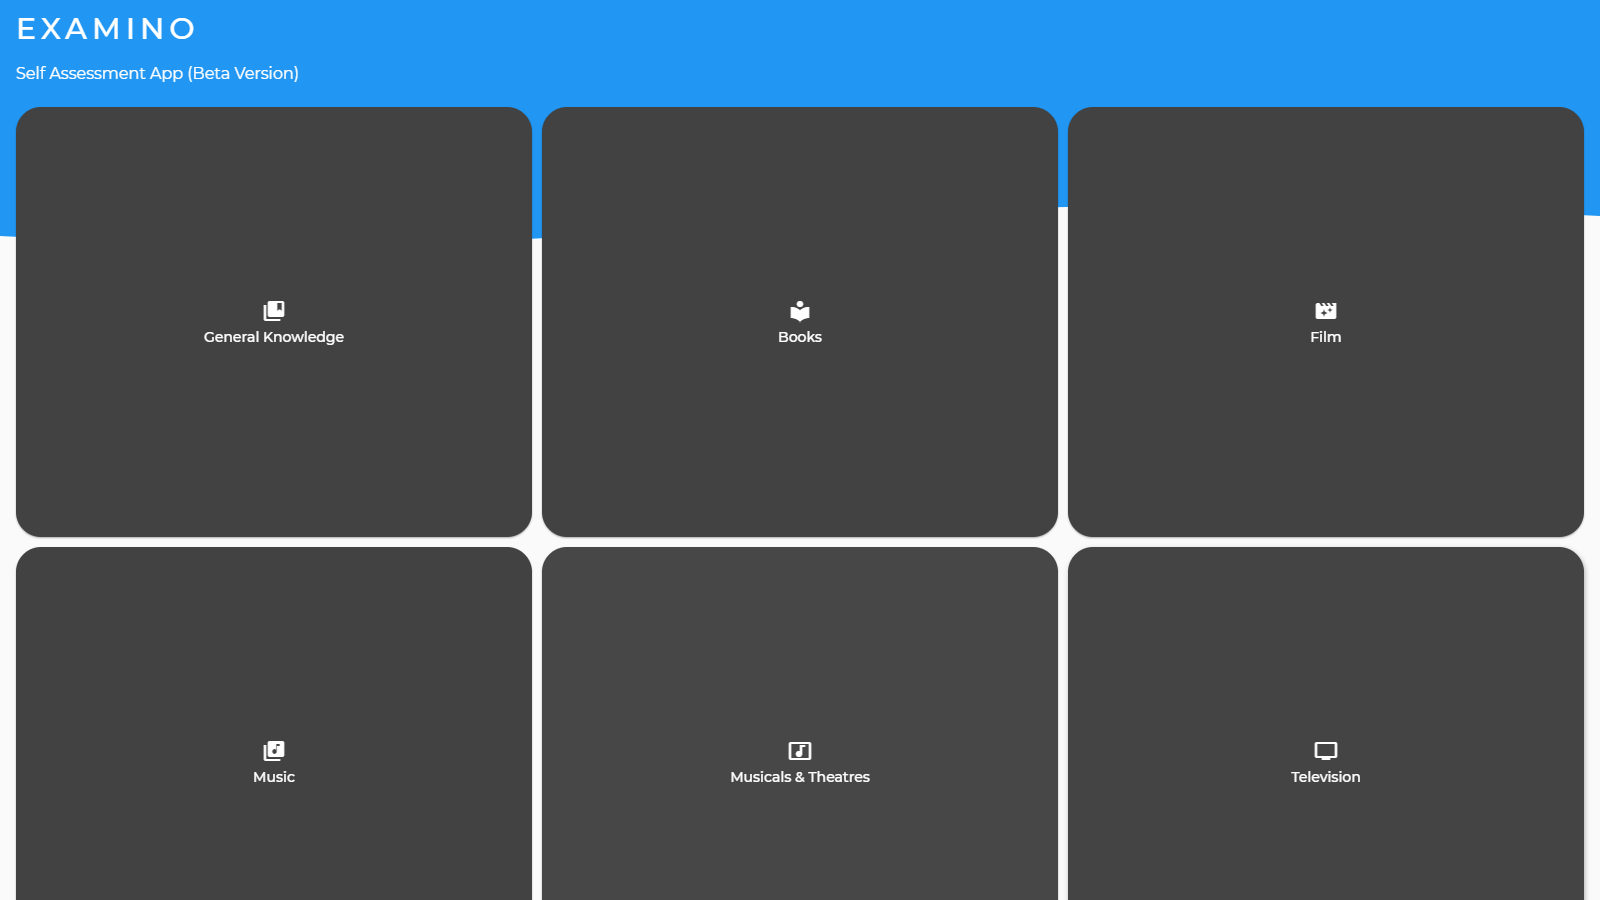 EXAMINO
Self Assessment App (Beta Version)
General Knowledge
Books
Film
Music
Musicals & Theatres
Television